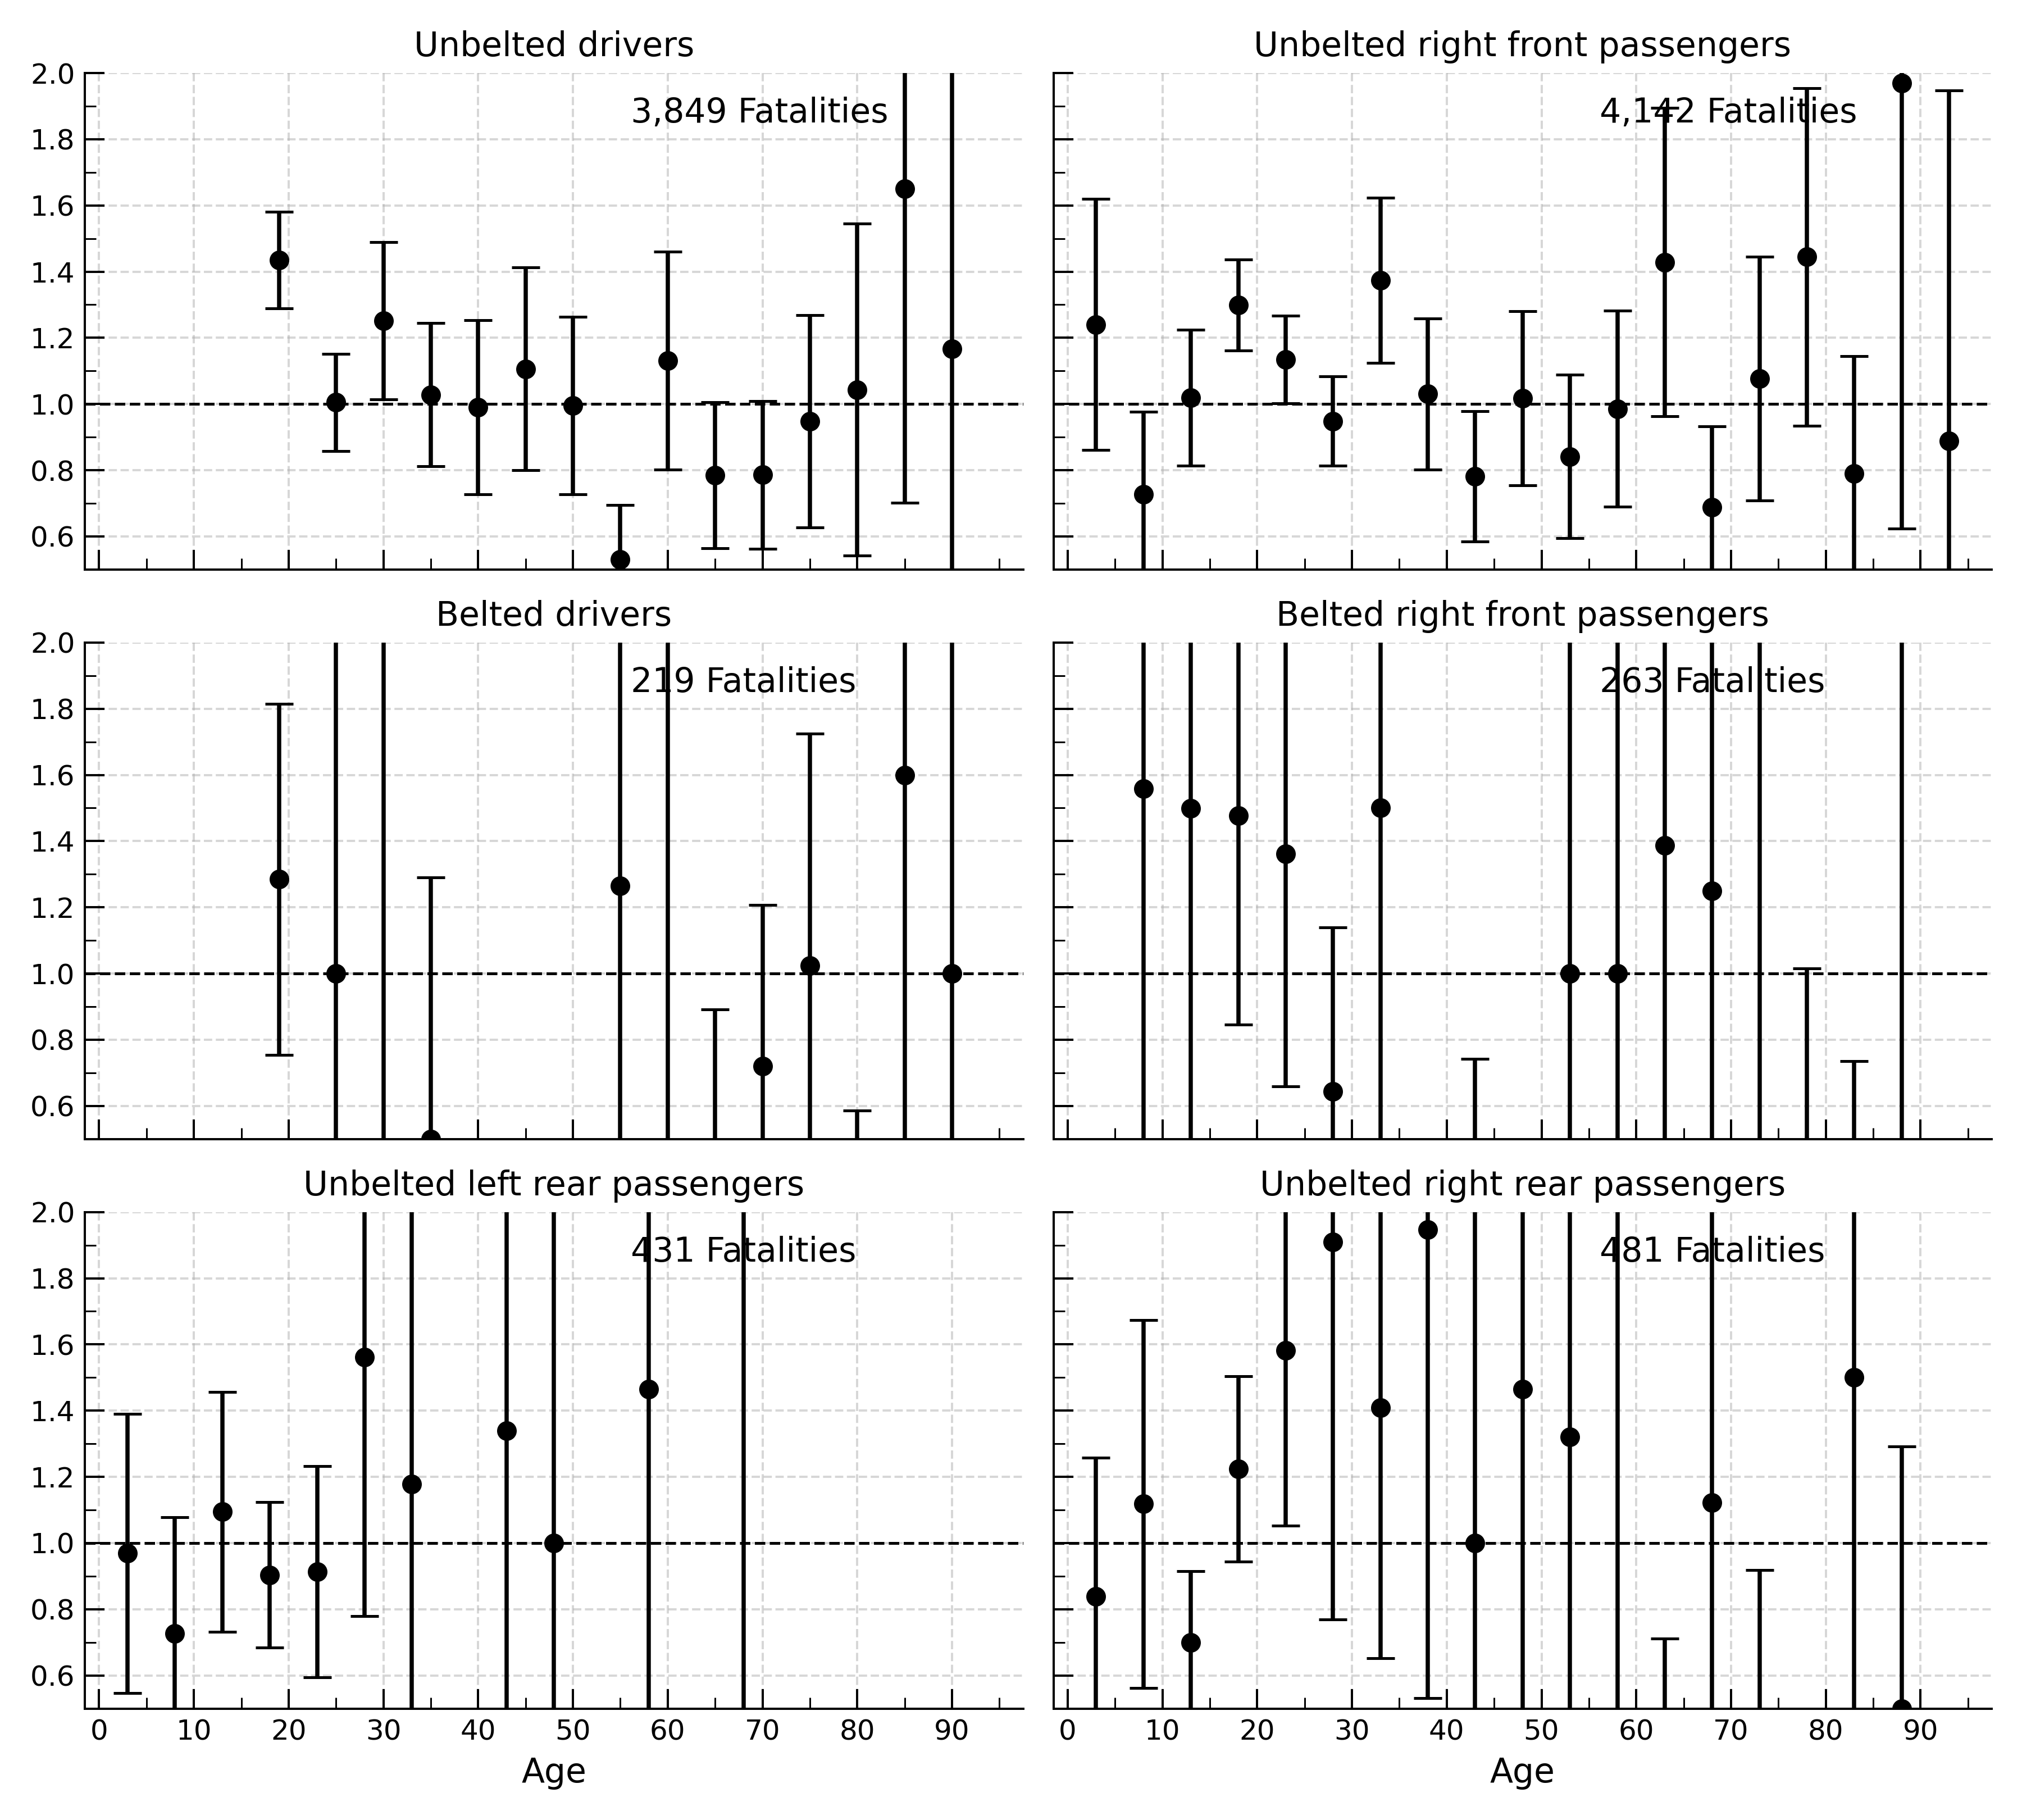 Unbelted drivers
3,849 Fatalities
2.0
1.8
1.6
1.4
1.2
1.0
0.8
0.6
Unbelted right front passengers
4,142 Fatalities
Belted drivers
219 Fatalities
2.0
1.8
1.6
1.4
1.2
1.0
0.8
0.6
Belted right front passengers
263 Fatalities
Unbelted left rear passengers
431 Fatalities
2.0
1.8
1.6
1.4
1.2
1.0
0.8
0.6
0 10 20 30 40 50 60 70 80 90
Age
Unbelted right rear passengers
481 Fatalities
0 10 20 30 40 50 60 70 80 90
Age